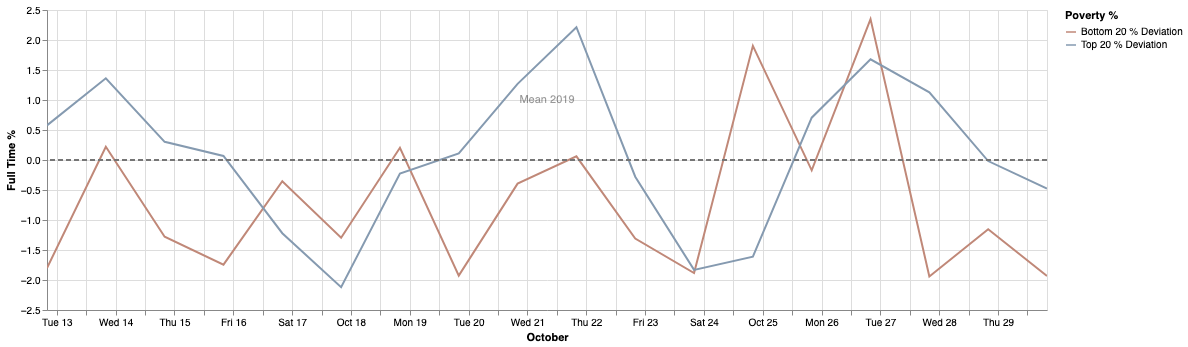 Poverty %
Bottom 20 % Deviation
Top 20 % Deviation
2.5
2.0
1.5
1.0
0.5
0.0
−0.5
−1.0
−1.5
−2.0
−2.5
Full Time %
Mean 2019
Tue 13 Wed 14 Thu 15 Fri 16 Sat 17 Oct 18 Mon 19 Tue 20 Wed 21 Thu 22 Fri 23 Sat 24 Oct 25 Mon 26 Tue 27 Wed 28 Thu 29
October